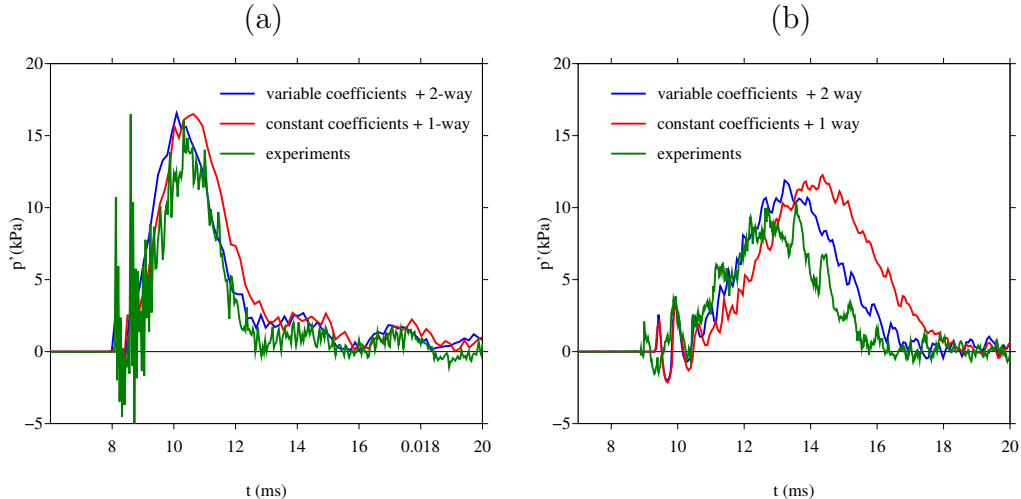 (a)
20
15
10
5
0
−5
p'(kPa)
variable coefficients + 2-way
constant coefficients + 1-way
experiments
8 10 12 14 16 0.018 20
t (ms)
(b)
20
15
10
5
0
−5
p'(kPa)
variable coefficients + 2 way
constant coefficients + 1 way
experiments
8 10 12 14 16 18 20
t (ms)